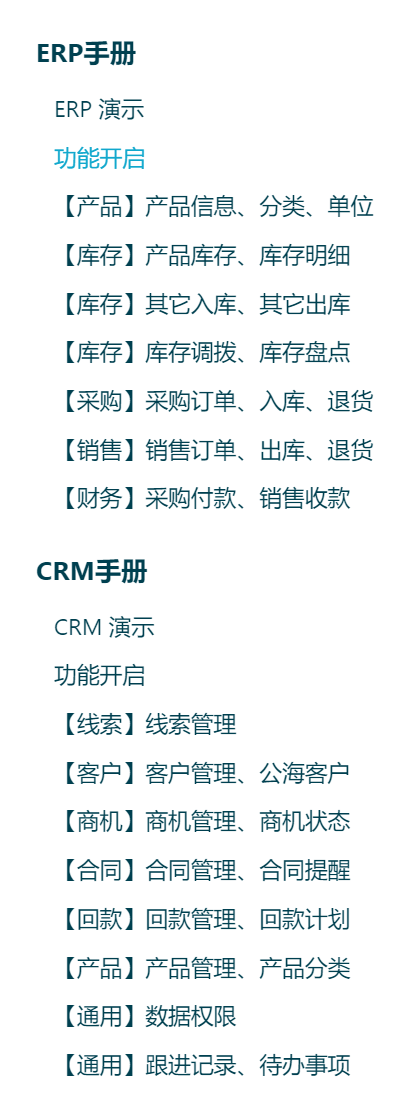 ERP手册
ERP 演示
功能开启
【产品】产品信息、分类、单位
【库存】产品库存、库存明细
【库存】其它入库、其它出库
【库存】库存调拨、库存盘点
【采购】采购订单、入库、退货
【销售】销售订单、出库、退货
【财务】采购付款、销售收款
CRM手册
CRM 演示
功能开启
【线索】线索管理
【客户】客户管理、公海客户
【商机】商机管理、商机状态
【合同】合同管理、合同提醒
【回款】回款管理、回款计划
【产品】产品管理、产品分类
【通用】数据权限
【通用】跟进记录、待办事项